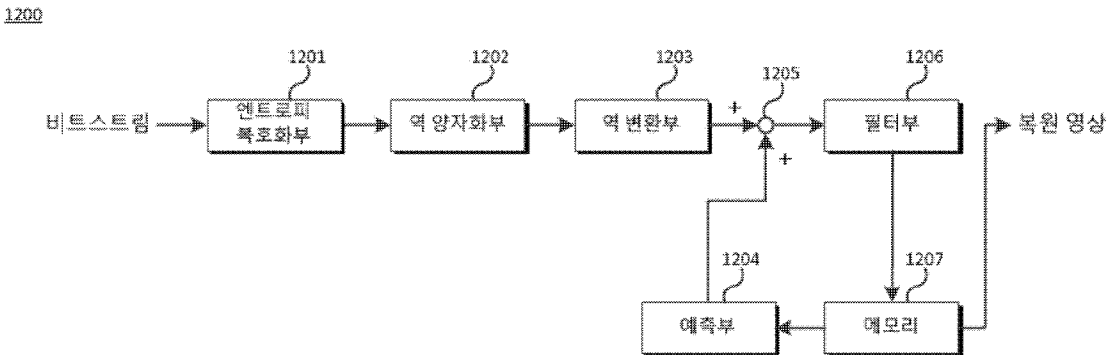 1200
1201
1202
1203
1205
1206
비트스트림
엔트로피
복호화부
역 양자화부
역 변환부
+
+
필터부
복원 영상
1204
1207
예측부
메모리